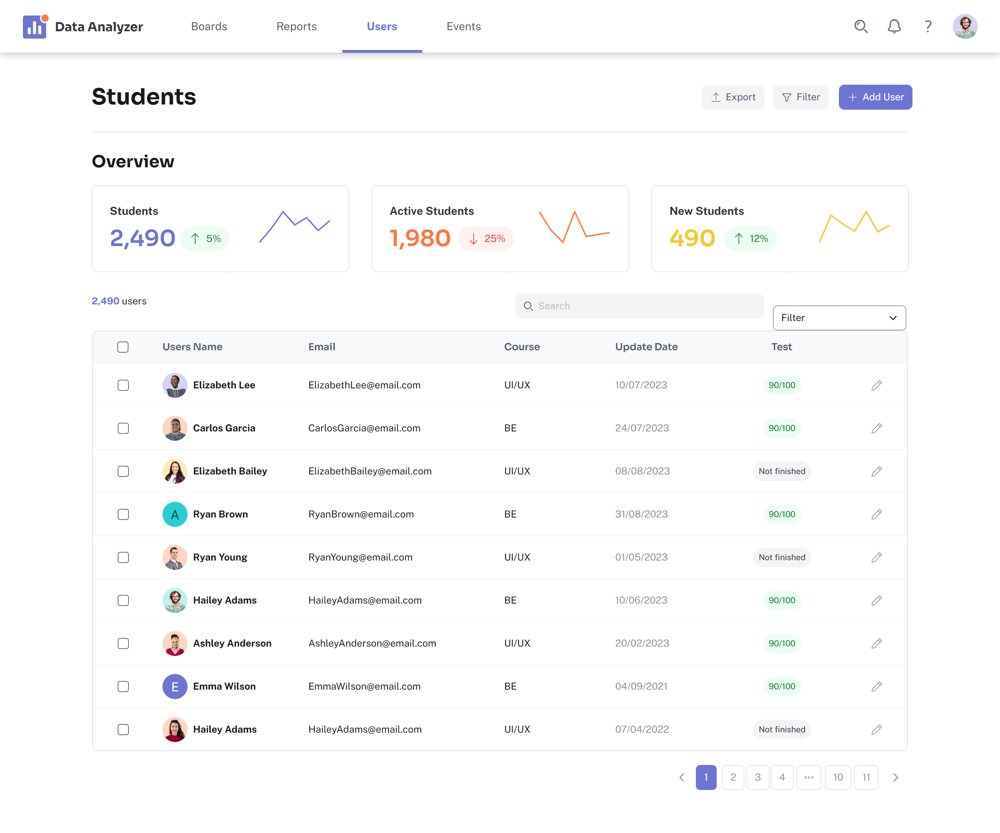 Data Analyzer Boards Reports Users Events ?
Students Export Filter Add User
Overview
Students Active Students New Students
2,490 5% 1,980 25% 490 12%
2,490 users Search
Filter
Users Name Email Course Update Date Test
Elizabeth Lee ElizabethLee@email.com UI/UX 10/07/2023 90/100
Carlos Garcia CarlosGarcia@email.com BE 24/07/2023 90/100
Elizabeth Bailey ElizabethBailey@email.com UI/UX 08/08/2023 Not finished
A Ryan Brown RyanBrown@email.com BE 31/08/2023 90/100
Ryan Young RyanYoung@email.com UI/UX 01/05/2023 Not finished
Hailey Adams HaileyAdams@email.com BE 10/06/2023 90/100
Ashley Anderson AshleyAnderson@email.com UI/UX 20/02/2023 90/100
E Emma Wilson EmmaWilson@email.com BE 04/09/2021 90/100
Hailey Adams HaileyAdams@email.com UI/UX 07/04/2022 Not finished
1 2 3 4 ••• 10 11